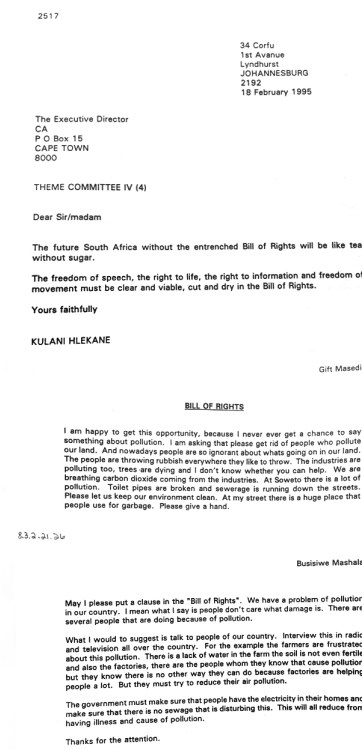 2517
34 Corfu
1st Avanue
Lyndhurst
JOHANNESBURG
2192
18 February 1995
The Executive Director
CA
P O Box 15
CAPE TOWN
8000
THEME COMMITTEE IV (4)
Dear Sir/madam
The future South Africa without the entrenched Bill of Rights will be like tea
without sugar.
The freedom of speech, the right to life, the right to information and freedom of
movement must be clear and viable, cut and dry in the Bill of Rights.
Yours faithfully
KULANI HLEKANE
Gift Masedi
BILL OF RIGHTS
I am happy to get this opportunity, because I never ever get a chance to say
something about pollution. I am asking that please get rid of people who pollute
our land. And nowadays people are so ignorant about whats going on in our land.
The people are throwing rubbish everywhere they like to throw. The industries are
polluting too, trees are dying and I don't know whether you can help. We are
breathing carbon dioxide coming from the industries. At Soweto there is a lot of
pollution. Toilet pipes are broken and sewerage is running down the streets.
Please let us keep our environment clean. At my street there is a huge place that
people use for garbage. Please give a hand.
8.3.2.21.26
Busisiwe Mashala
May I please put a clause in the "Bill of Rights". We have a problem of pollution
in our country. I mean what I say is people don't care what damage is. There are
several people that are doing because of pollution.
What I would to suggest is talk to people of our country. Interview this in radio
and television all over the country. For the example the farmers are frustrated
about this pollution. There is a lack of water in the farm the soil is not even fertile
and also the factories, there are the people whom they know that cause pollution
but they know there is no other way they can do because factories are helping
people a lot. But they must try to reduce their air pollution.
The government must make sure that people have the electricity in their homes and
make sure that there is no sewage that is disturbing this. This will all reduce from
having illness and cause of pollution.
Thanks for the attention.